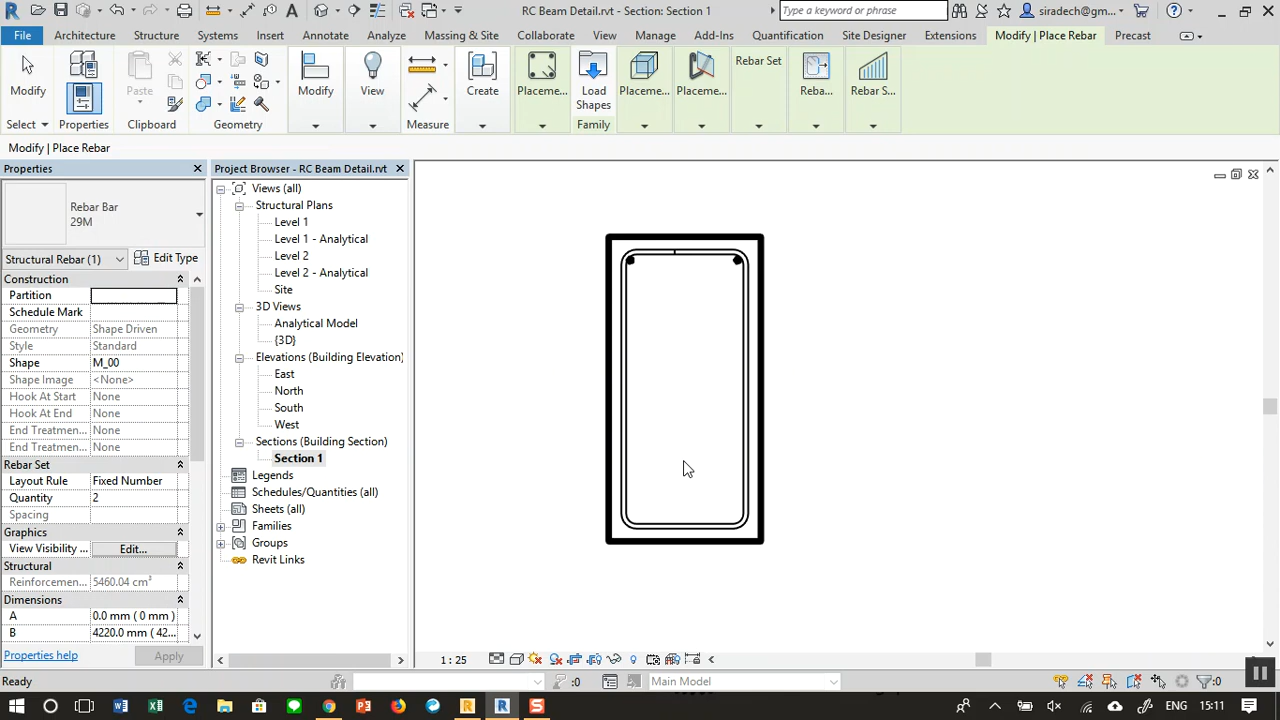 RC Beam Detail.rvt - Section: Section 1
Type a keyword or phrase
siradech@gm...
File
Architecture
Structure
Systems
Insert
Annotate
Analyze
Massing & Site
Collaborate
View
Manage
Add-Ins
Quantification
Site Designer
Extensions
Modify | Place Rebar
Precast
Modify
Paste
Modify
View
Create
Placeme...
Load
Shapes
Placeme...
Placeme...
Rebar Set
Reba...
Rebar S...
Select
Properties
Clipboard
Geometry
Measure
Family
Modify | Place Rebar
Properties
Rebar Bar
29M
Structural Rebar (1)
Edit Type
Construction
Partition
Schedule Mark
Geometry Shape Driven
Style Standard
Shape M_00
Shape Image <None>
Hook At Start None
Hook At End None
End Treatmen... None
End Treatmen... None
Rebar Set
Layout Rule Fixed Number
Quantity 2
Spacing
Graphics
View Visibility ... Edit...
Structural
Reinforcemen... 5460.04 cm³
Dimensions
A 0.0 mm ( 0 mm )
B 4220.0 mm ( 42...
Properties help
Apply
Project Browser - RC Beam Detail.rvt
Views (all)
Structural Plans
Level 1
Level 1 - Analytical
Level 2
Level 2 - Analytical
Site
3D Views
Analytical Model
{3D}
Elevations (Building Elevation)
East
North
South
West
Sections (Building Section)
Section 1
Legends
Schedules/Quantities (all)
Sheets (all)
Families
Groups
Revit Links
1 : 25
Ready
:0
Main Model
:0
ENG
15:11